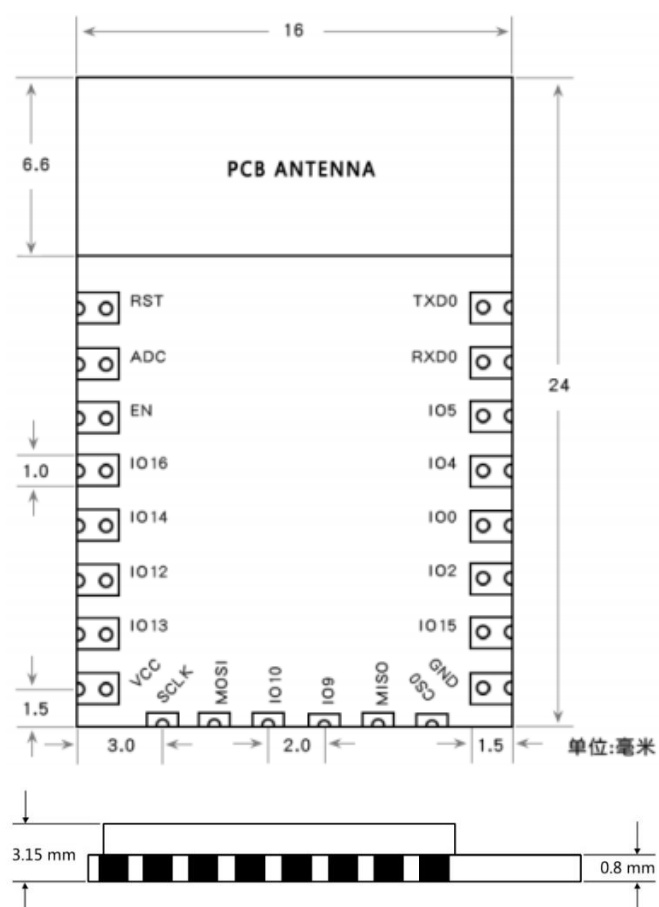 16
6.6
PCB ANTENNA
RST
TXD0
ADC
RXD0
24
EN
IO5
1.0
IO16
IO4
IO14
IO0
IO12
IO2
IO13
IO15
VCC
SCLK
MOSI
IO10
IO9
MISO
CS0
GND
1.5
3.0
2.0
1.5
单位:毫米
3.15 mm
0.8 mm